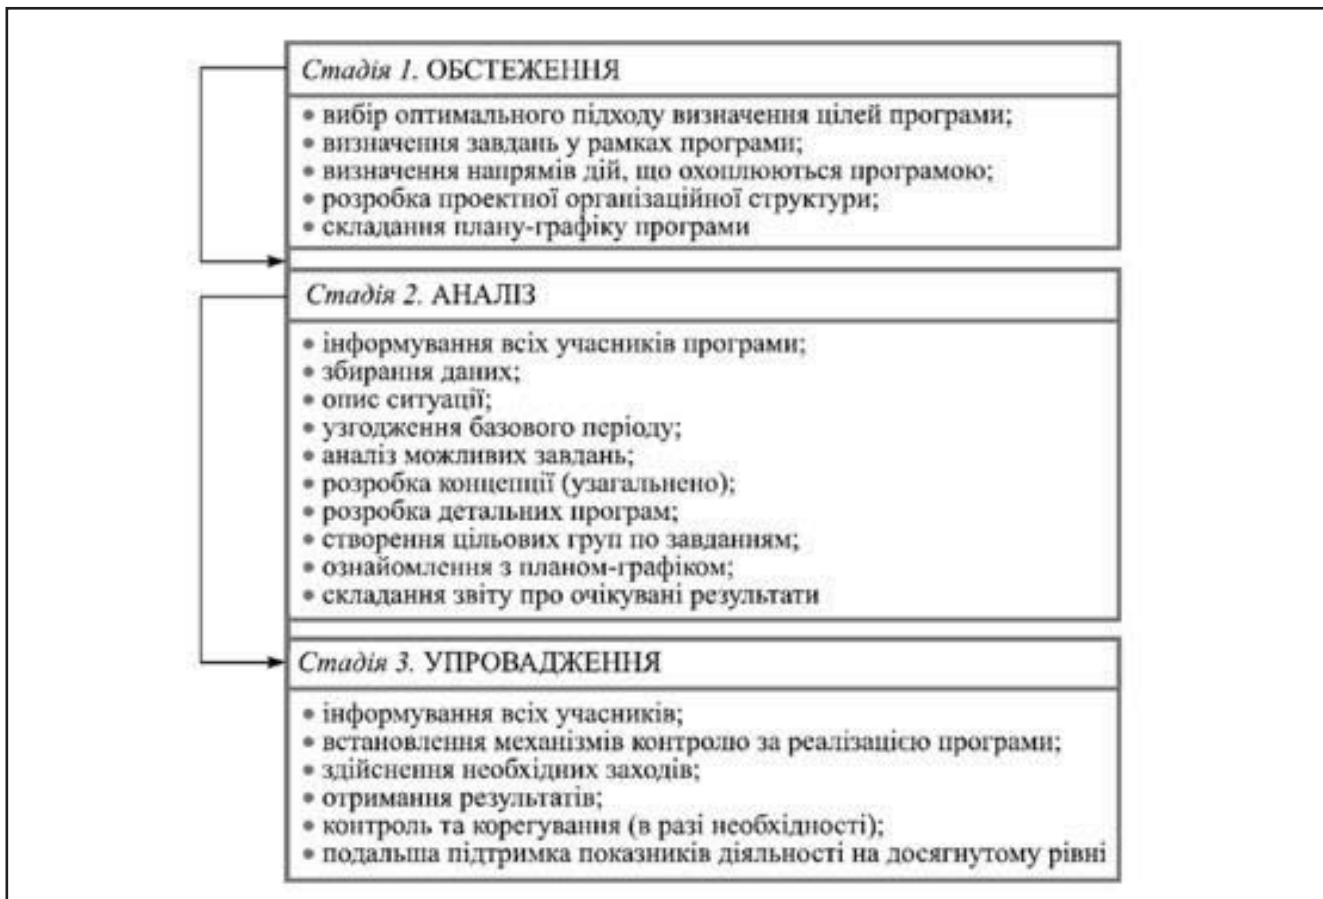 Стадія 1. ОБСТЕЖЕННЯ
• вибір оптимального підходу визначення цілей програми;
• визначення завдань у рамках програми;
• визначення напрямів дій, що охоплюються програмою;
• розробка проектної організаційної структури;
• складання плану-графіку програми
Стадія 2. АНАЛІЗ
• інформування всіх учасників програми;
• збирання даних;
• опис ситуації;
• узгодження базового періоду;
• аналіз можливих завдань;
• розробка концепції (узагальнено);
• розробка детальних програм;
• створення цільових груп по завданням;
• ознайомлення з планом-графіком;
• складання звіту про очікувані результати
Стадія 3. УПРОВАДЖЕННЯ
• інформування всіх учасників;
• встановлення механізмів контролю за реалізацією програми;
• здійснення необхідних заходів;
• отримання результатів;
• контроль та корегування (в разі необхідності);
• подальша підтримка показників діяльності на досягнутому рівні